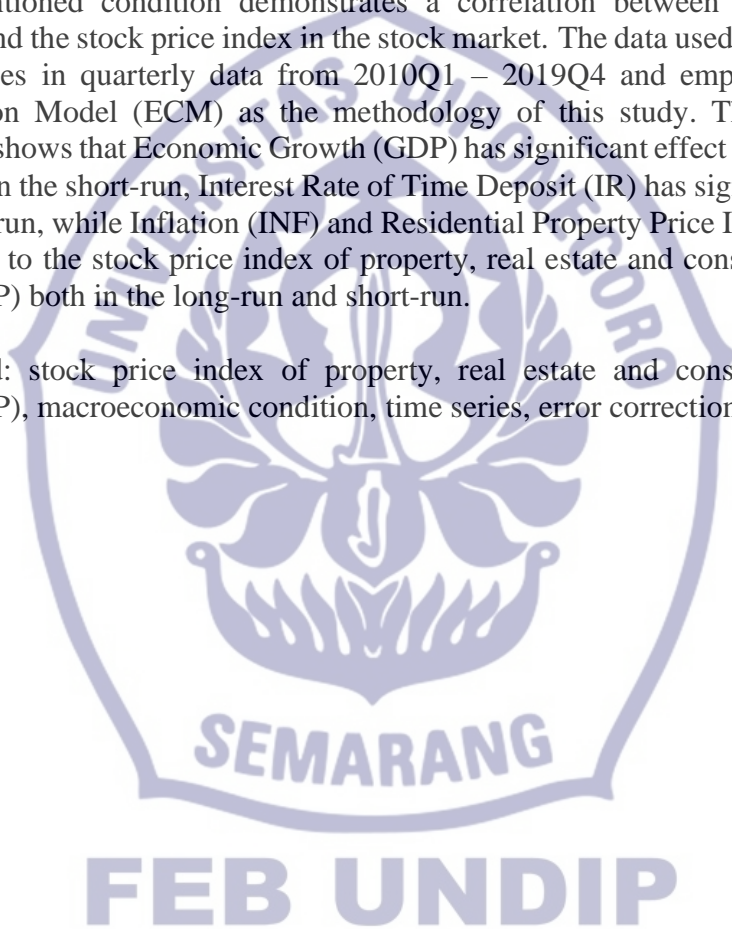 tioned condition demonstrates a correlation between
nd the stock price index in the stock market. The data used
es in quarterly data from 2010Q1 – 2019Q4 and emp
on Model (ECM) as the methodology of this study. Th
shows that Economic Growth (GDP) has significant effect
n the short-run, Interest Rate of Time Deposit (IR) has sig
run, while Inflation (INF) and Residential Property Price I
to the stock price index of property, real estate and cons
P) both in the long-run and short-run.
d: stock price index of property, real estate and cons
P), macroeconomic condition, time series, error correction
UNIVERSITAS DIPONEGORO
SEMARANG
FEB UNDIP